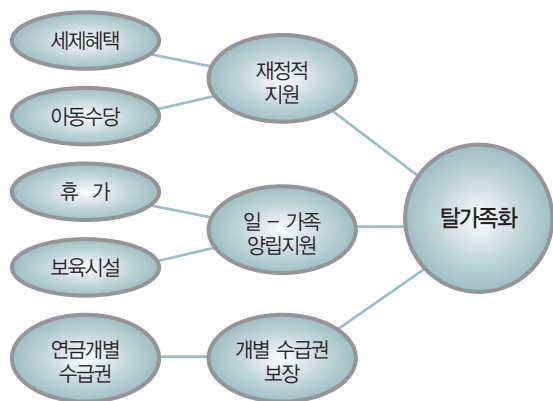 세제혜택
아동수당
재정적
지원
휴 가
보육시설
일 – 가족
양립지원
연금개별
수급권
개별 수급권
보장
탈가족화